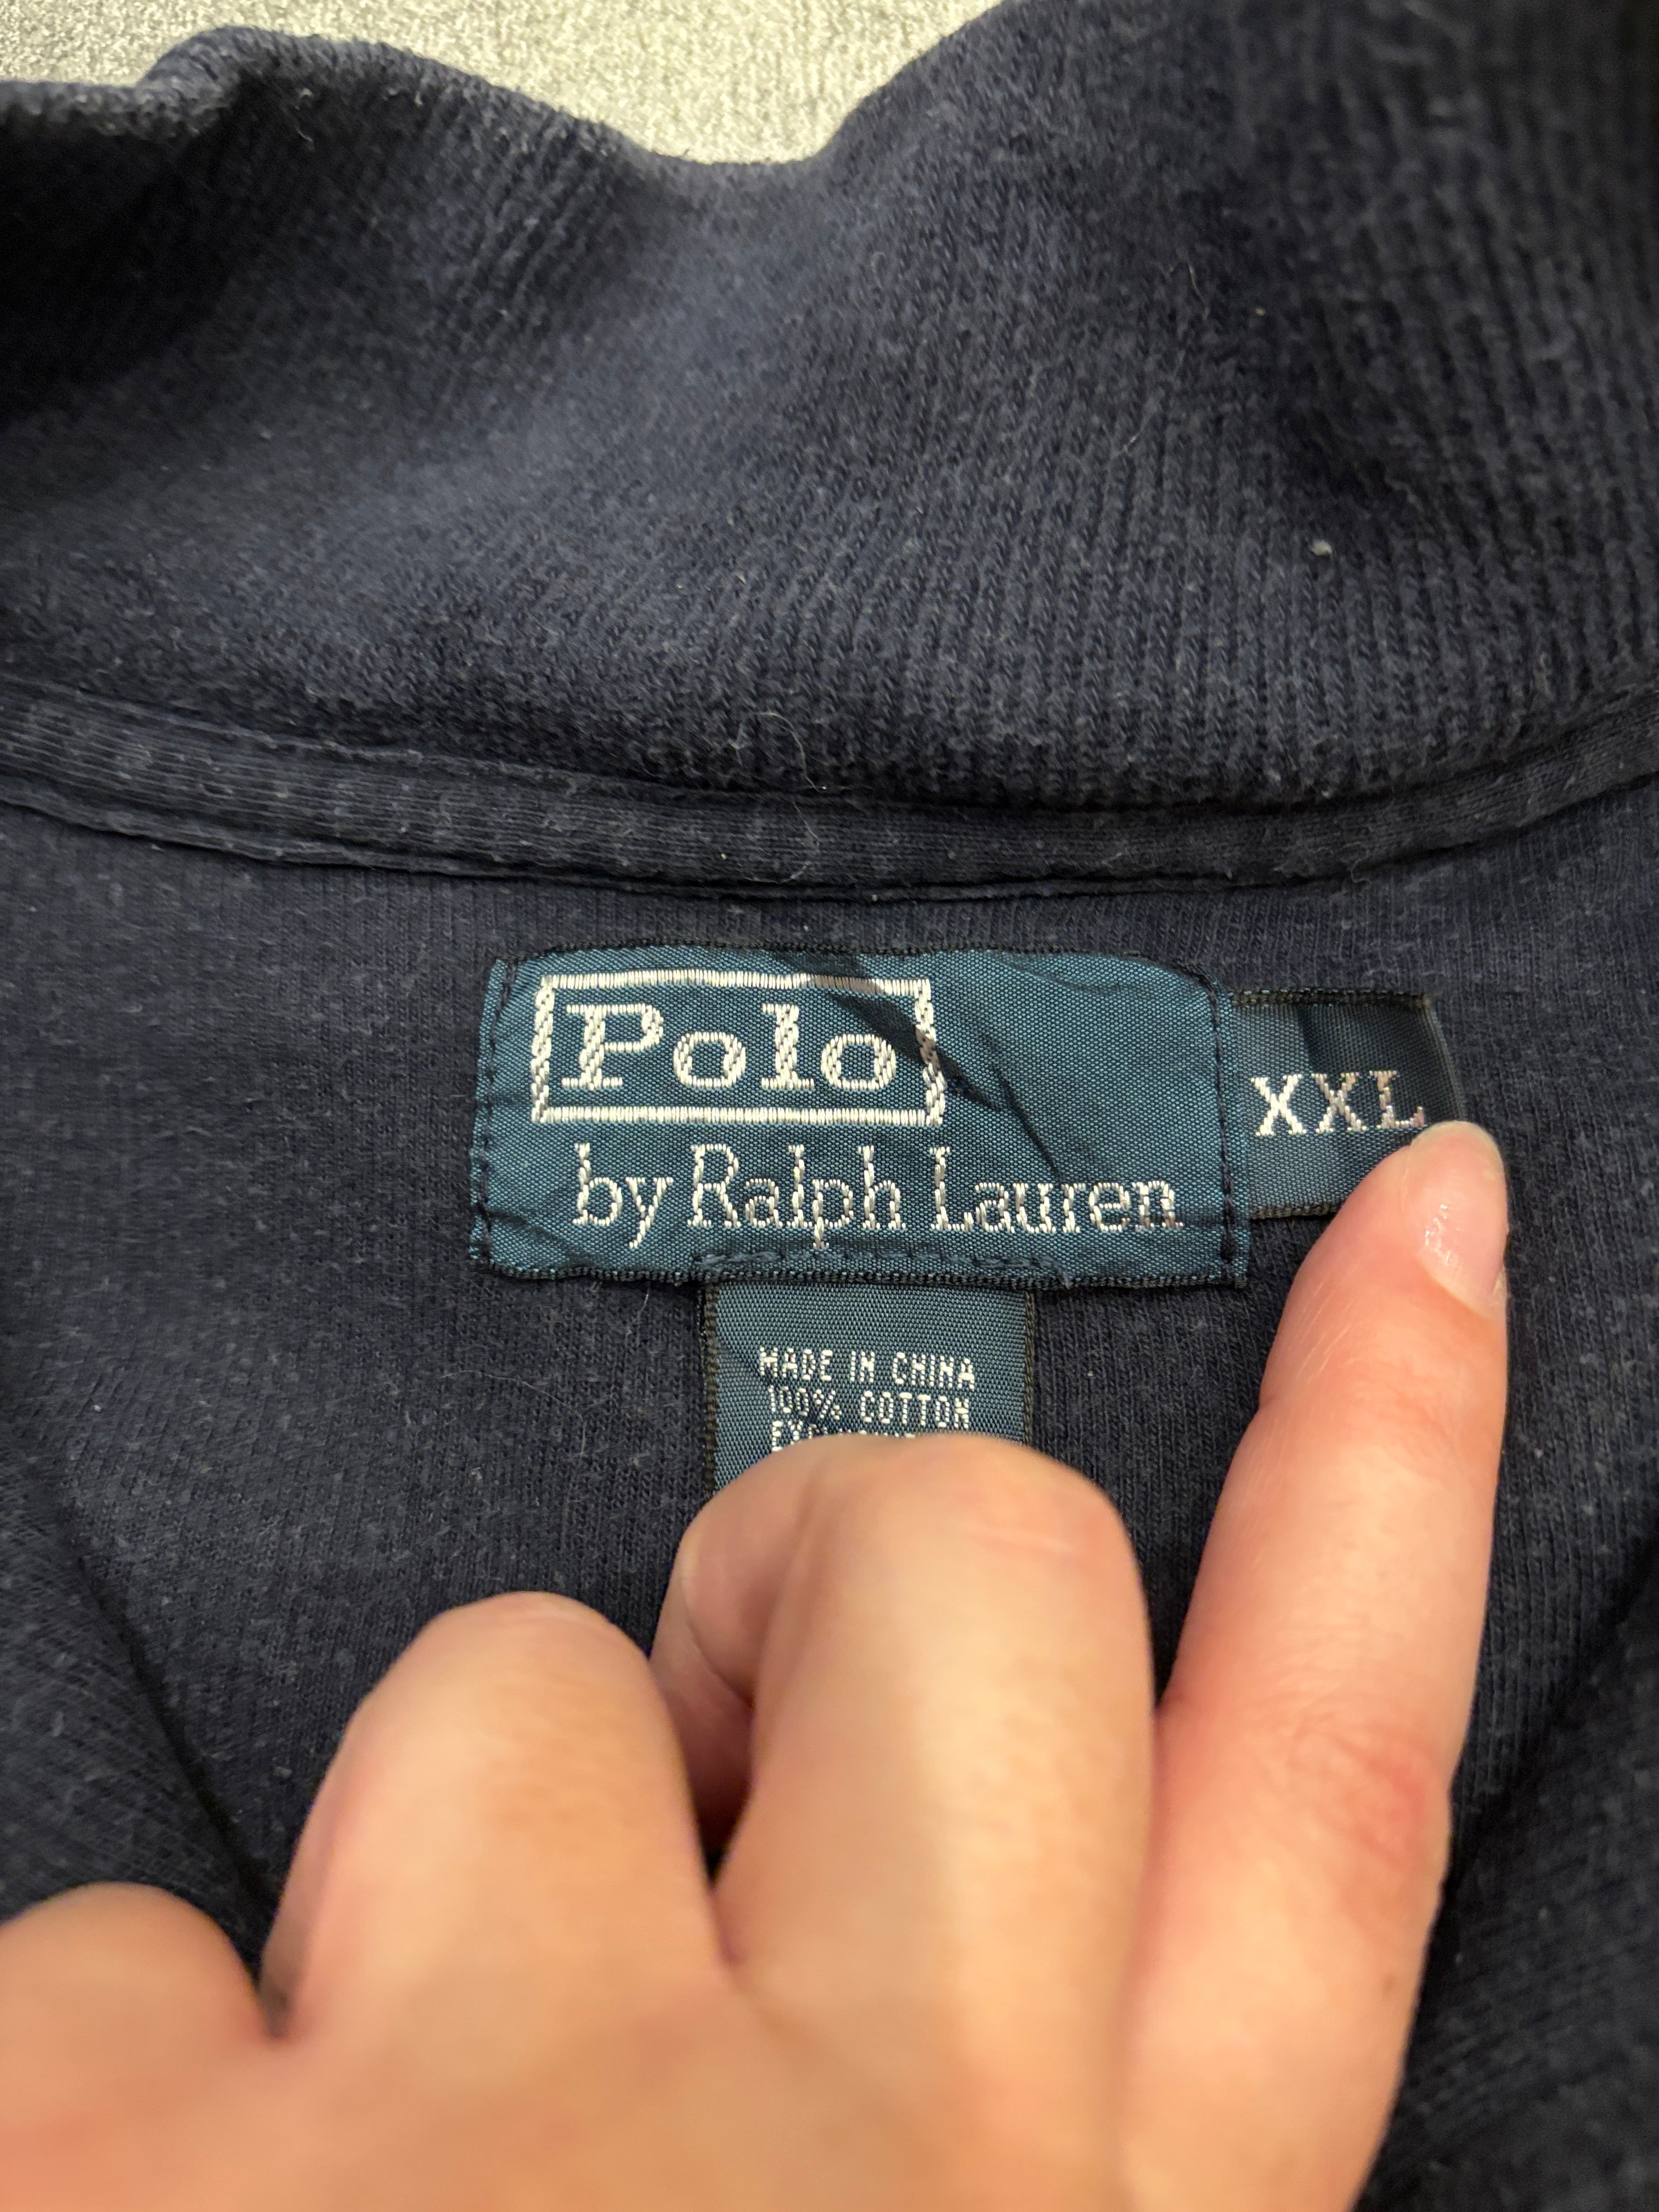 Polo
by Ralph Lauren
XXL
MADE IN CHINA
100% COTTON